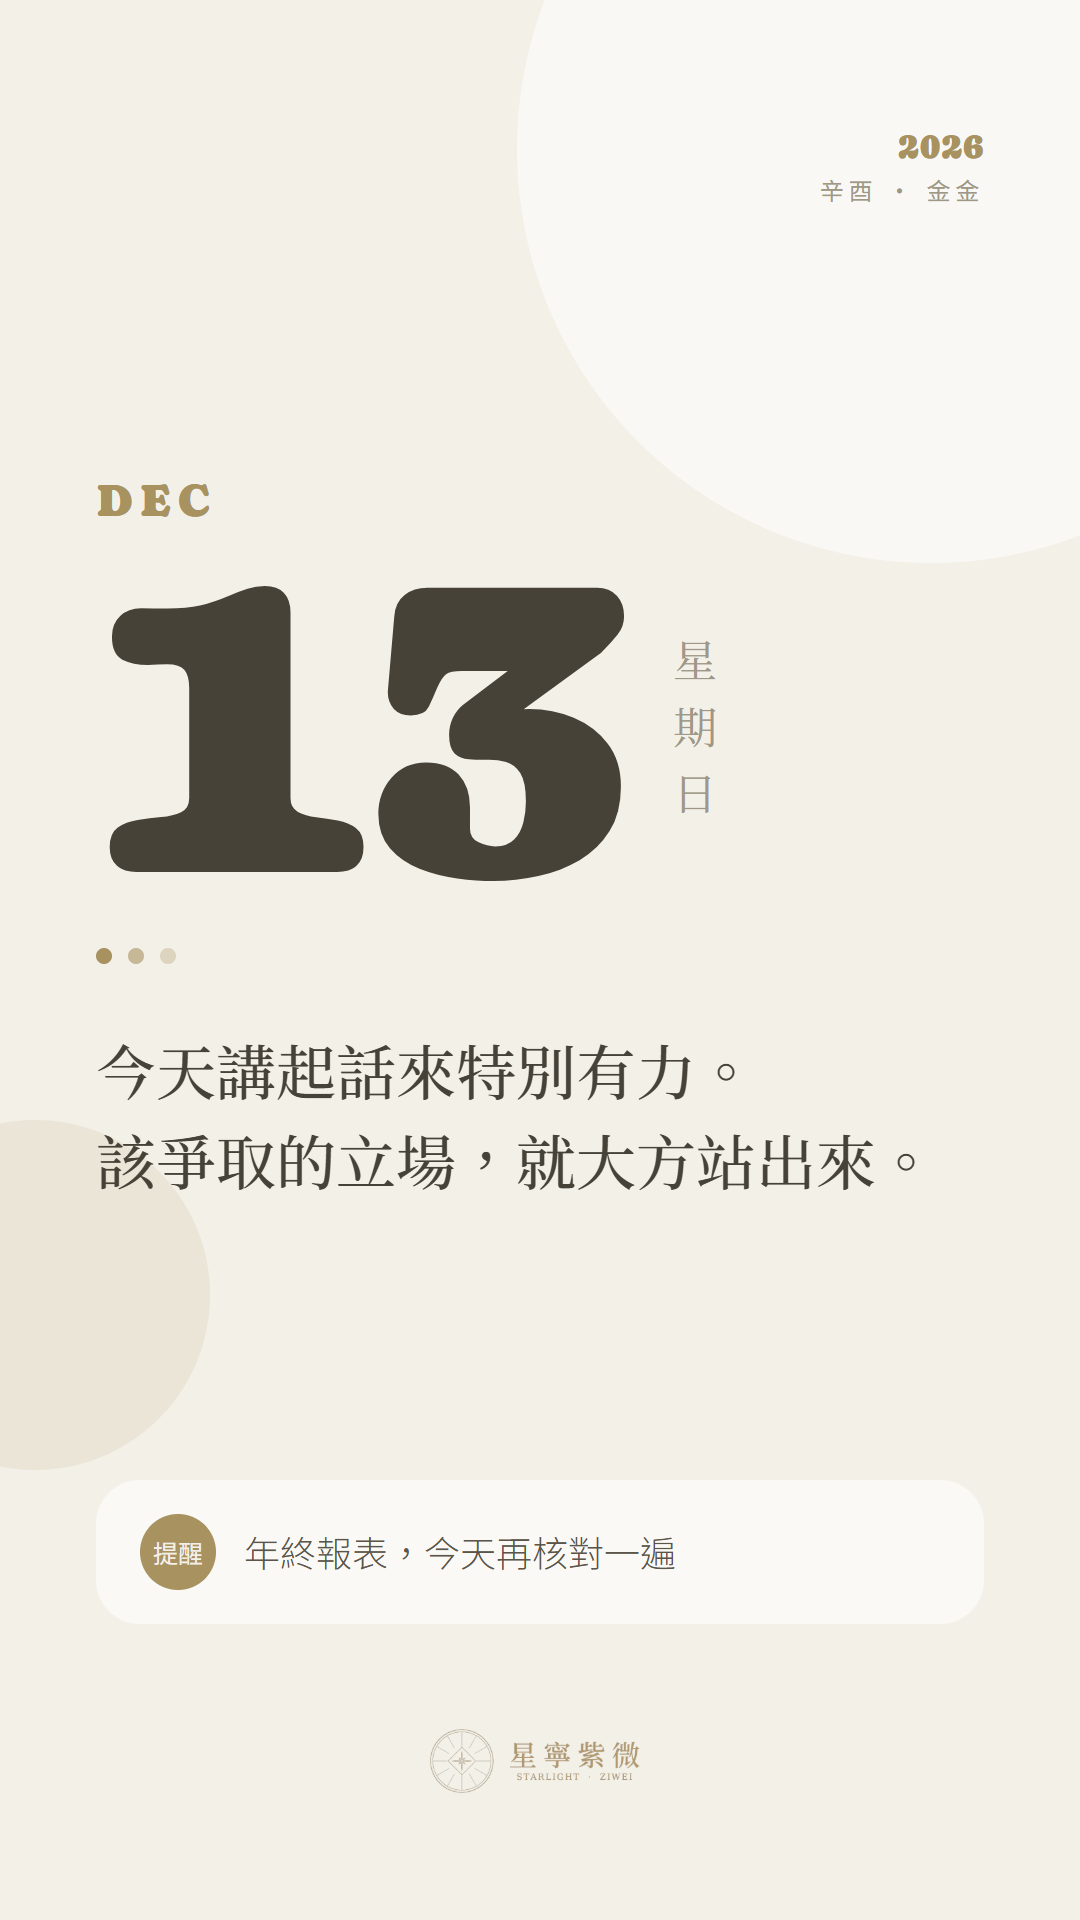 2026
辛酉 · 金金
DEC
13
星期日
今天講起話來特別有力。
該爭取的立場，就大方站出來。
提醒
年終報表，今天再核對一遍
星寧紫微
STARLIGHT · ZIWEI